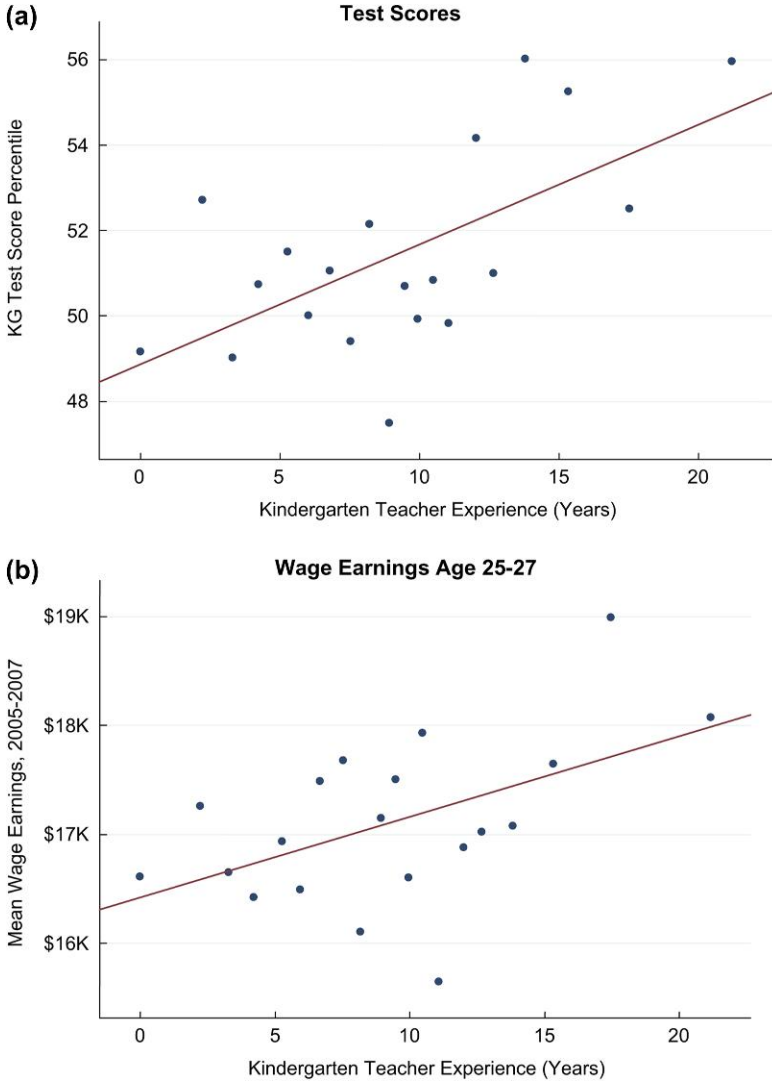 (a)
Test Scores
KG Test Score Percentile
56
54
52
50
48
0 5 10 15 20
Kindergarten Teacher Experience (Years)
(b)
Wage Earnings Age 25-27
Mean Wage Earnings, 2005-2007
$19K
$18K
$17K
$16K
0 5 10 15 20
Kindergarten Teacher Experience (Years)